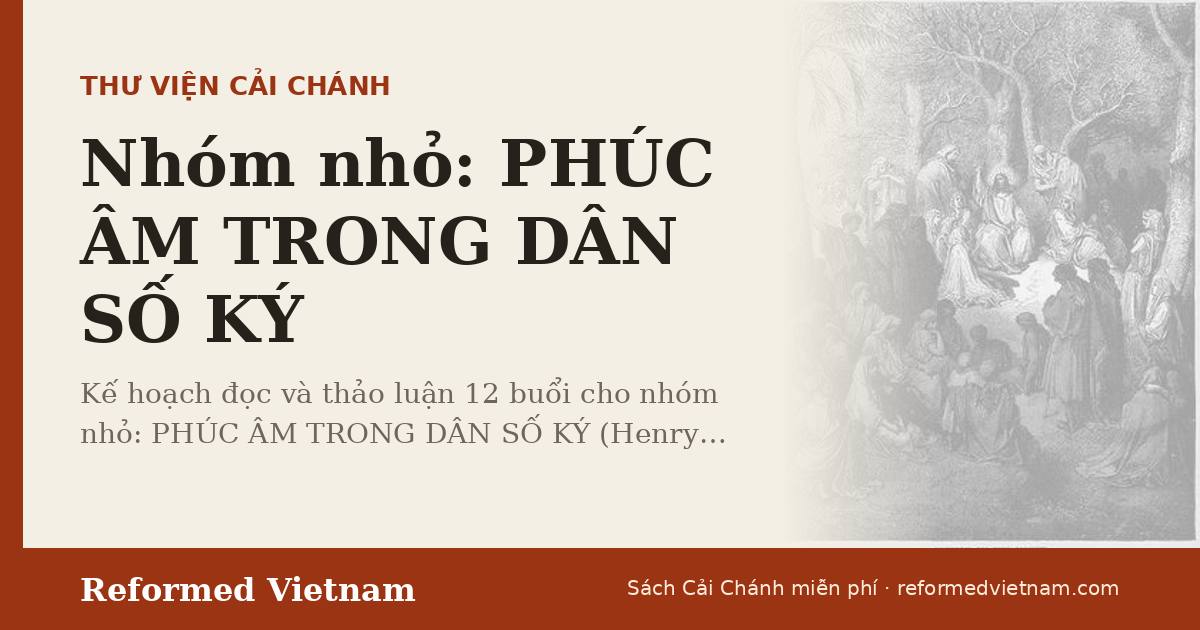 THƯ VIỆN CẢI CHÁNH
Nhóm nhỏ: PHÚC
ÂM TRONG DÂN
SỐ KÝ
Kế hoạch đọc và thảo luận 12 buổi cho nhóm
nhỏ: PHÚC ÂM TRONG DÂN SỐ KÝ (Henry...
Reformed Vietnam
Sách Cải Chánh miễn phí · reformedvietnam.com